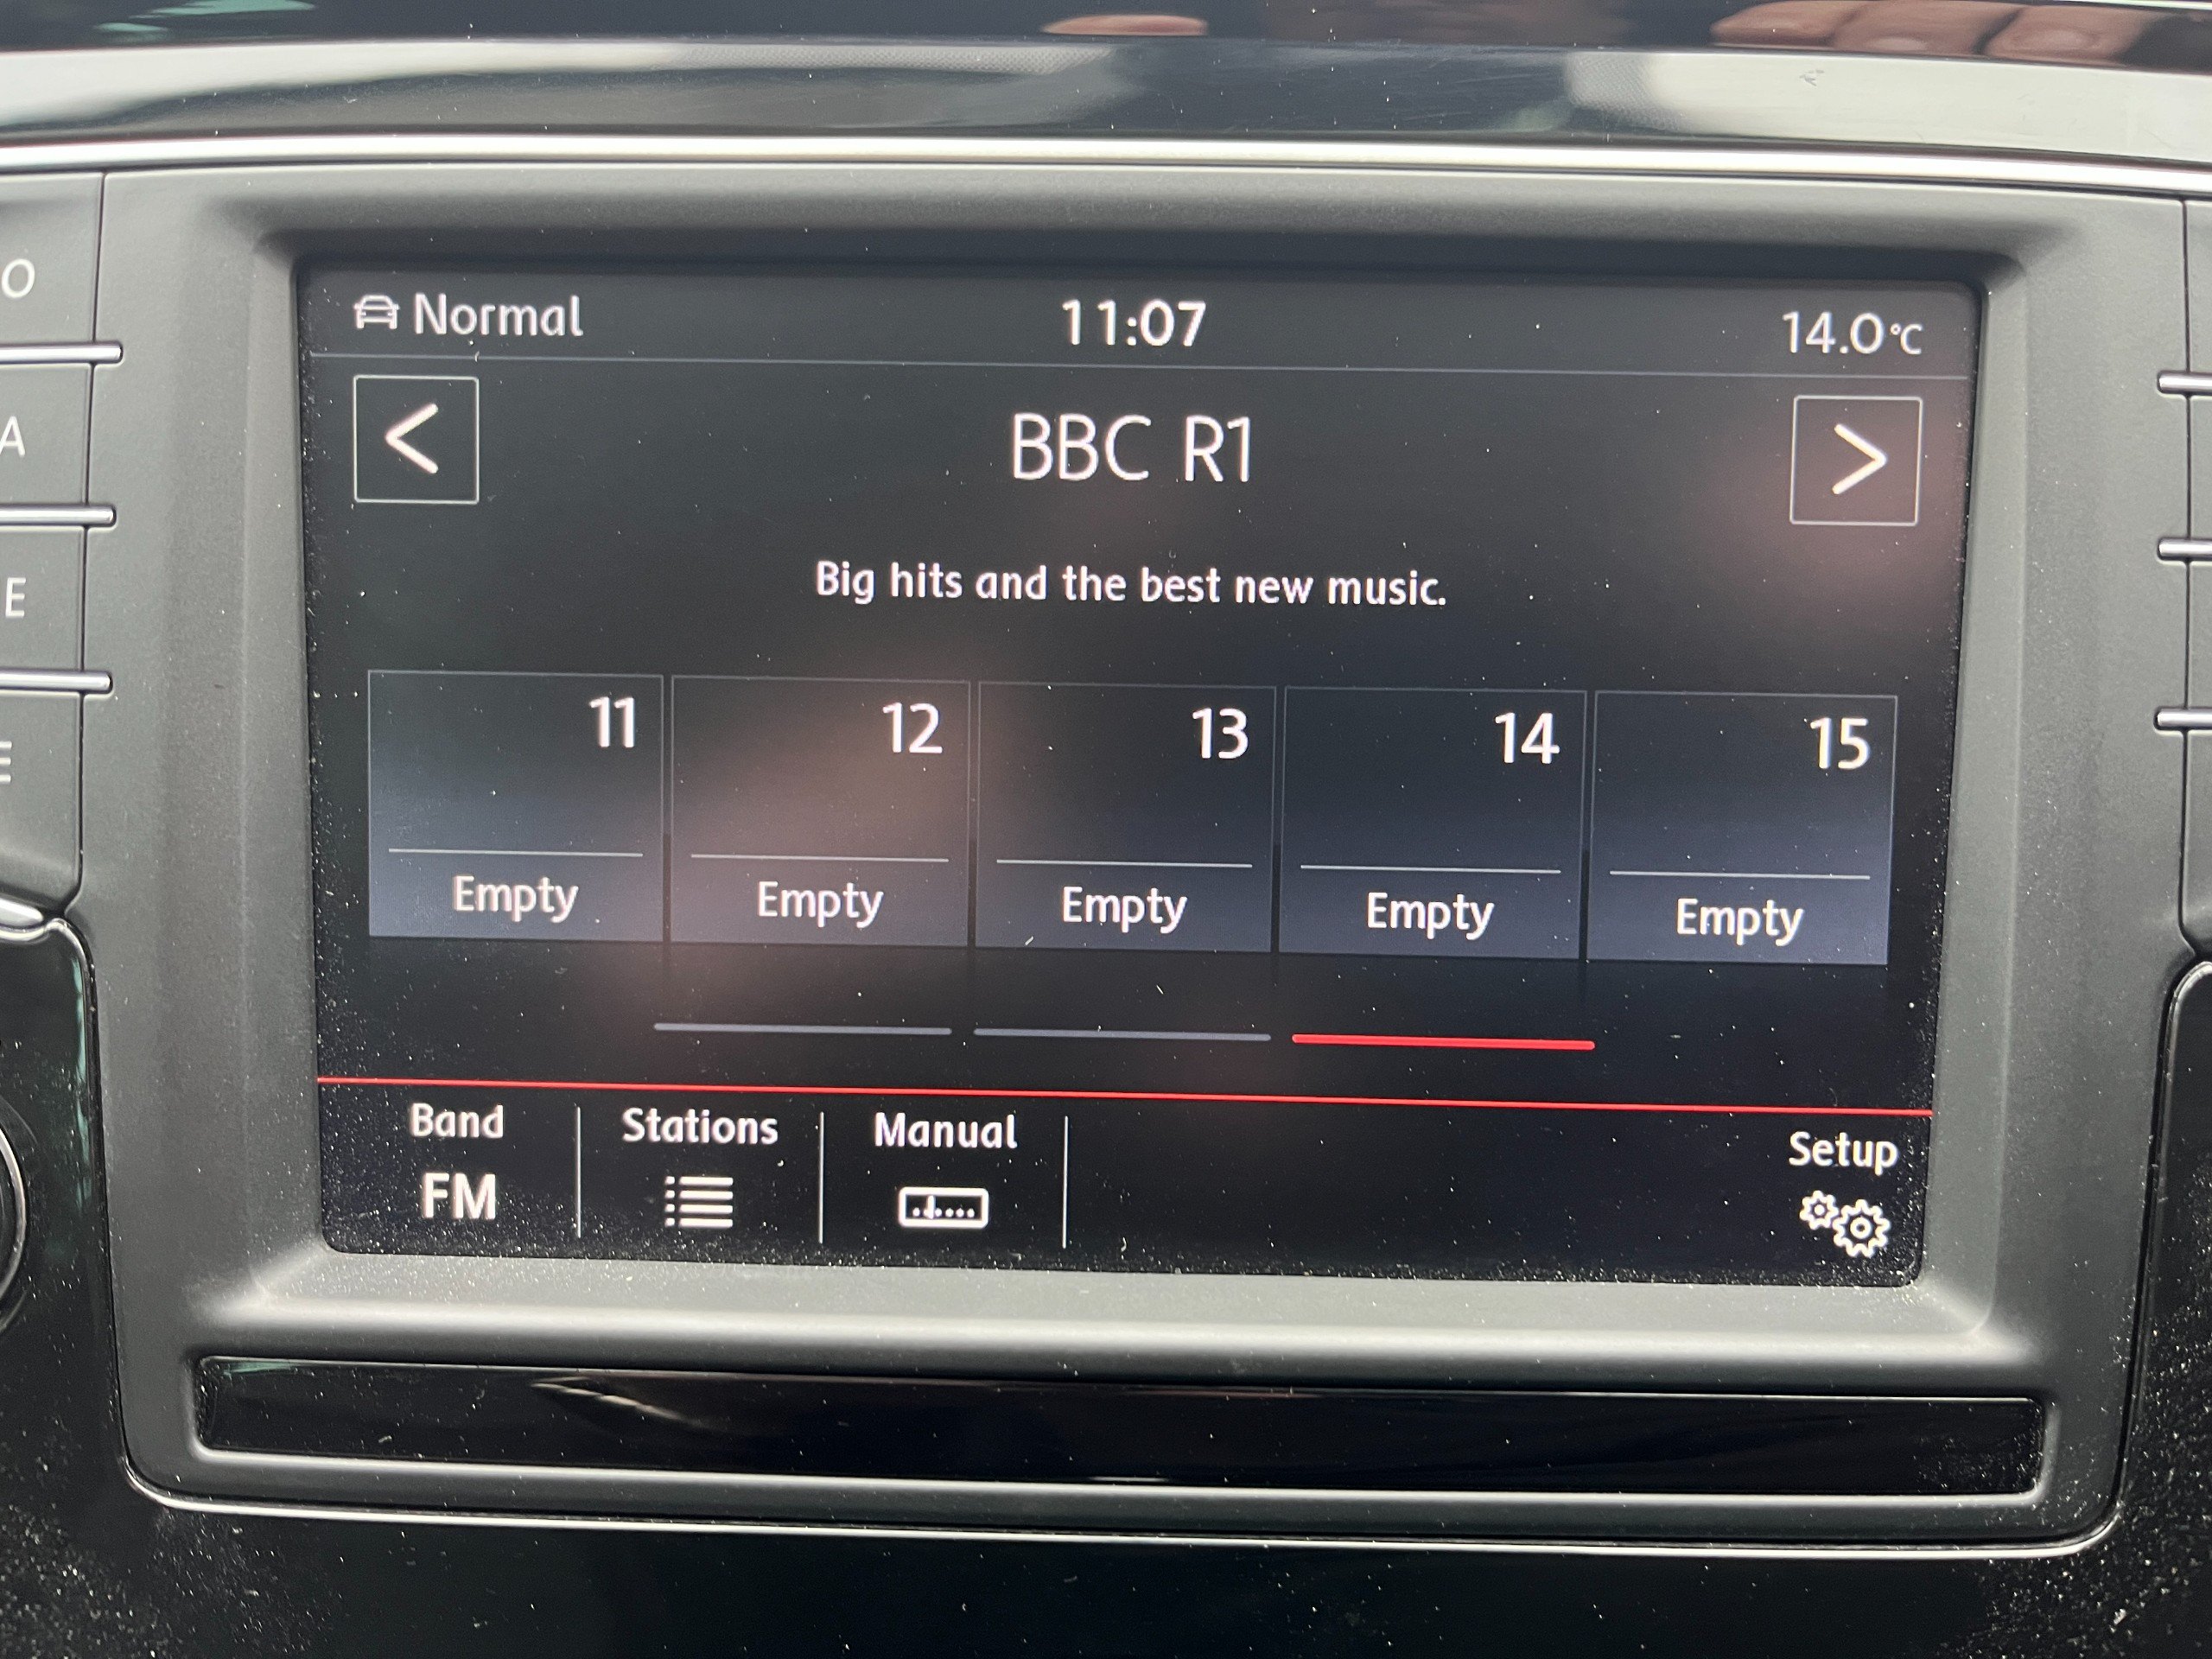 Normal 11:07 14.0°C
< BBC R1 >
Big hits and the best new music.
11 12 13 14 15
Empty Empty Empty Empty Empty
Band Stations Manual Setup
FM
O
A
E
E